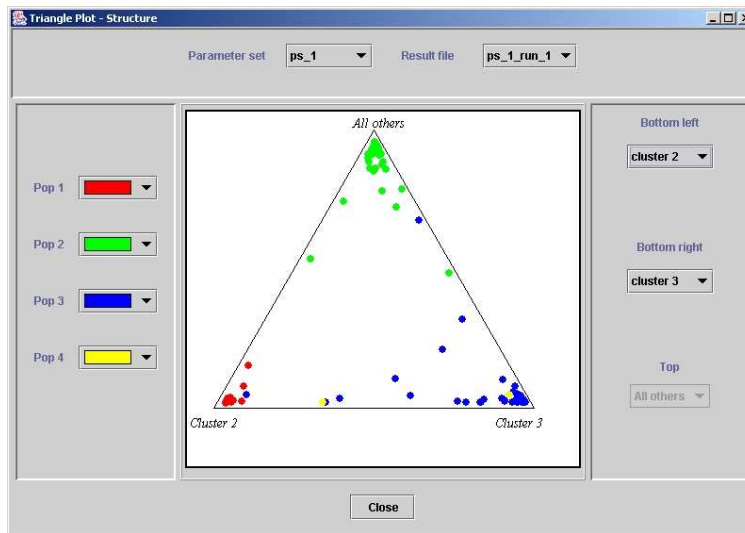 Triangle Plot - Structure
Parameter set ps_1 Result file ps_1_run_1
All others
Pop 1
Pop 2
Pop 3
Pop 4
Cluster 2 Cluster 3
Bottom left
cluster 2
Bottom right
cluster 3
Top
All others
Close